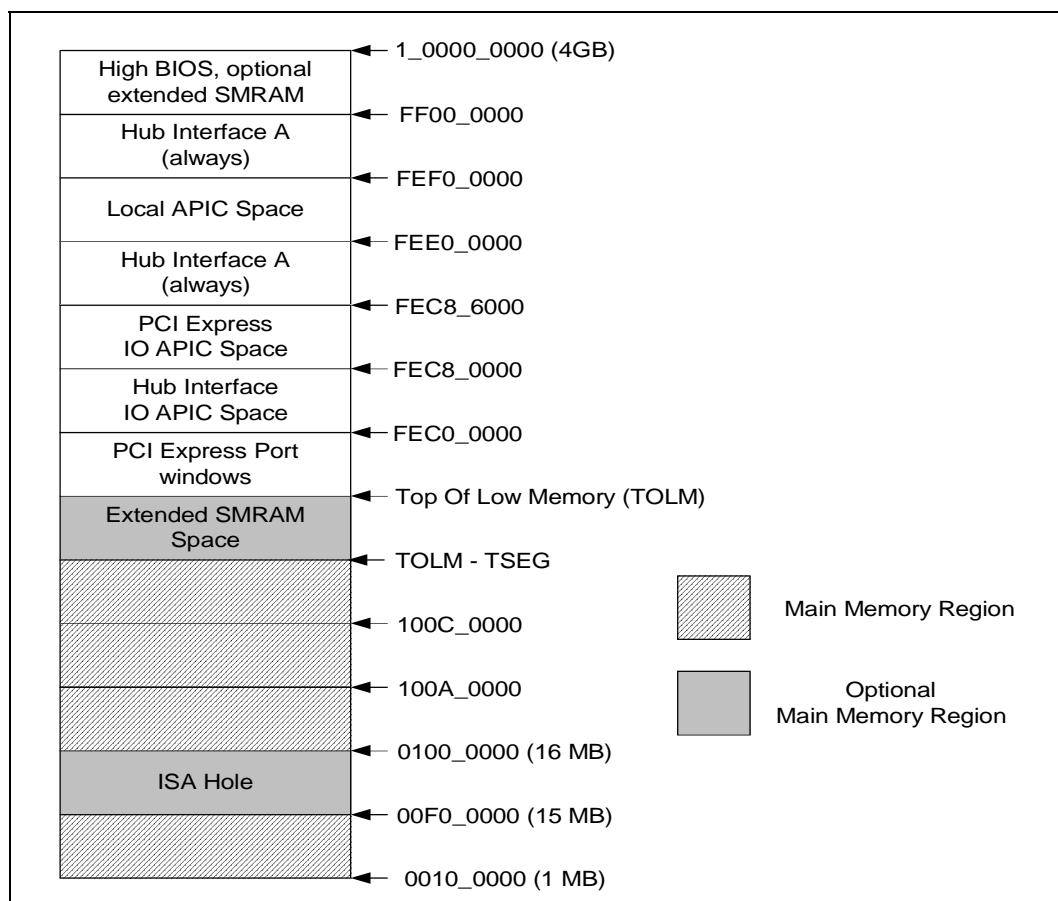 1_0000_0000 (4GB)
High BIOS, optional
extended SMRAM
FF00_0000
Hub Interface A
(always)
FEF0_0000
Local APIC Space
FEE0_0000
Hub Interface A
(always)
FEC8_6000
PCI Express
IO APIC Space
FEC8_0000
Hub Interface
IO APIC Space
FEC0_0000
PCI Express Port
windows
Top Of Low Memory (TOLM)
Extended SMRAM
Space
TOLM - TSEG
100C_0000
100A_0000
0100_0000 (16 MB)
ISA Hole
00F0_0000 (15 MB)
0010_0000 (1 MB)
Main Memory Region
Optional
Main Memory Region